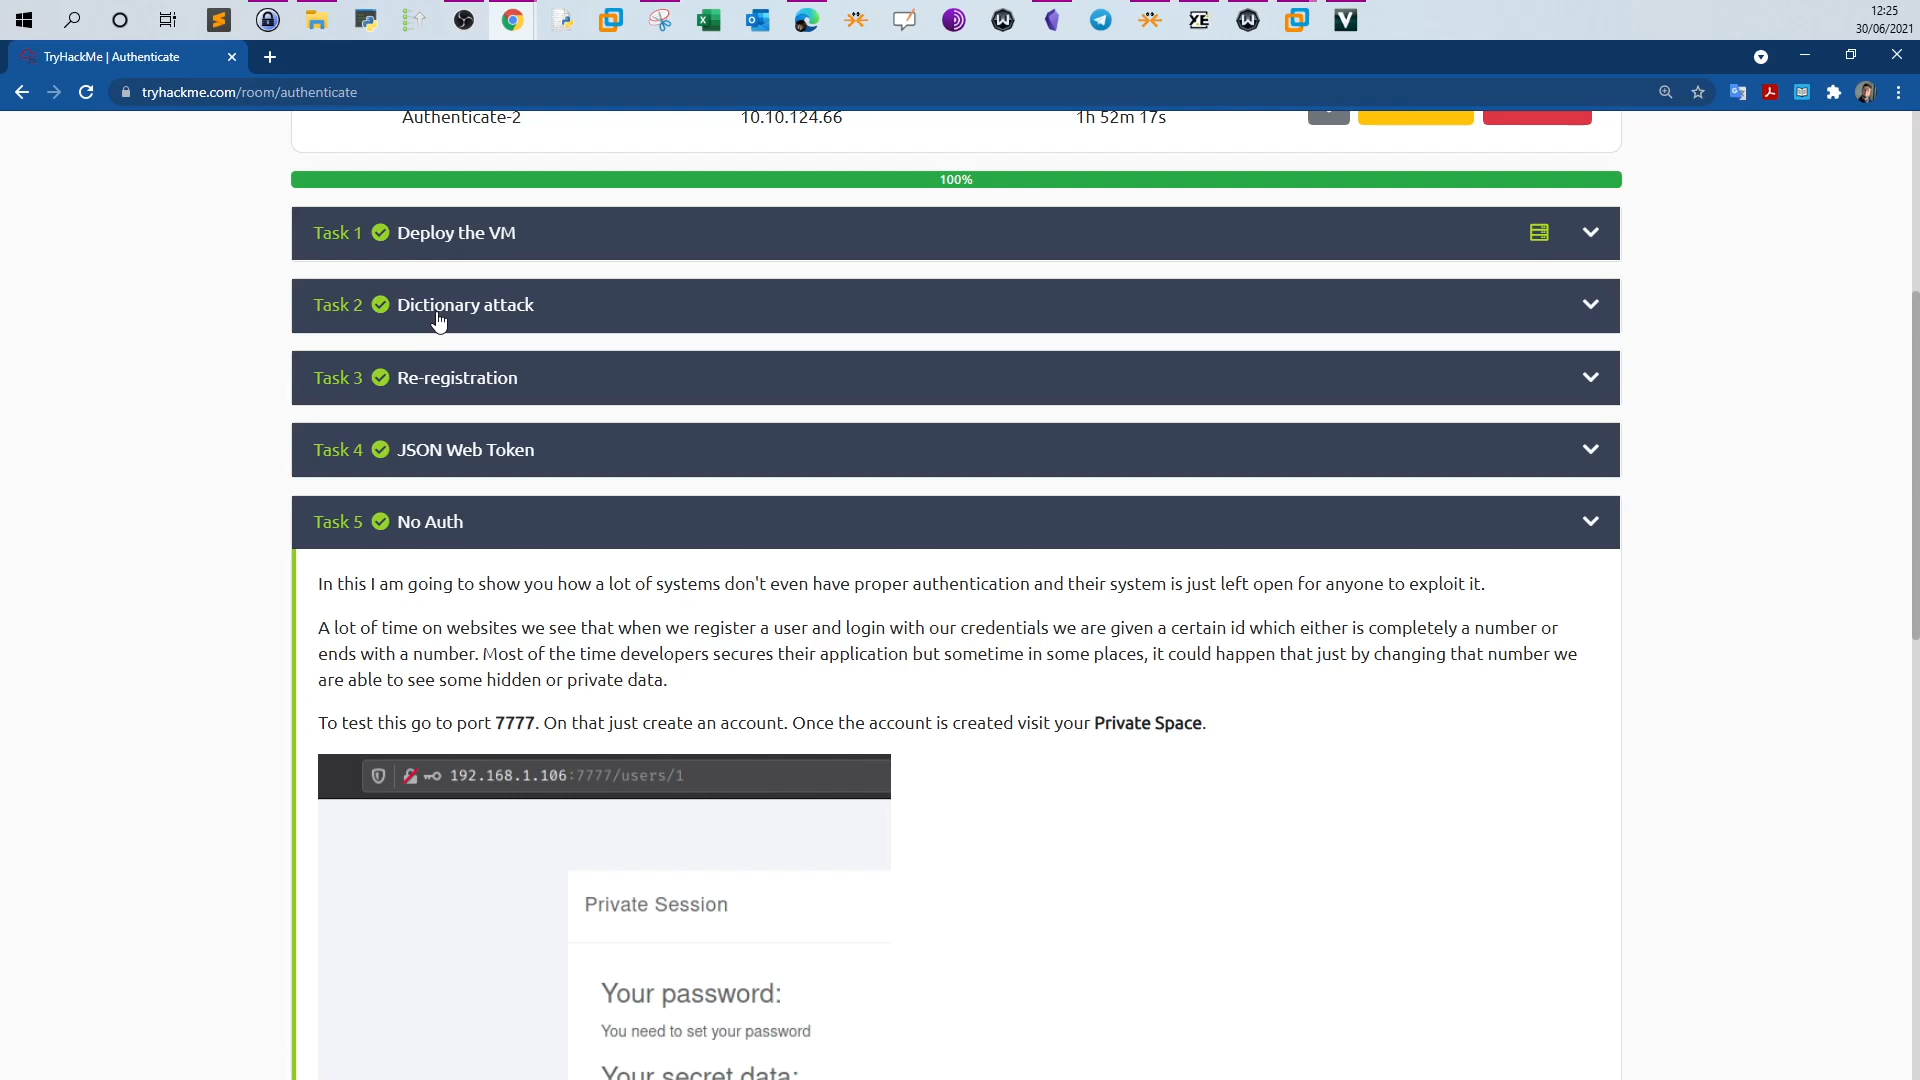 12:25
30/06/2021
TryHackMe | Authenticate
tryhackme.com/room/authenticate
Authenticate-2 10.10.124.66 1h 52m 17s
100%
Task 1 Deploy the VM
Task 2 Dictionary attack
Task 3 Re-registration
Task 4 JSON Web Token
Task 5 No Auth
In this I am going to show you how a lot of systems don't even have proper authentication and their system is just left open for anyone to exploit it.
A lot of time on websites we see that when we register a user and login with our credentials we are given a certain id which either is completely a number or
ends with a number. Most of the time developers secures their application but sometime in some places, it could happen that just by changing that number we
are able to see some hidden or private data.
To test this go to port 7777. On that just create an account. Once the account is created visit your Private Space.
192.168.1.106:7777/users/1
Private Session
Your password:
You need to set your password
Your secret data: